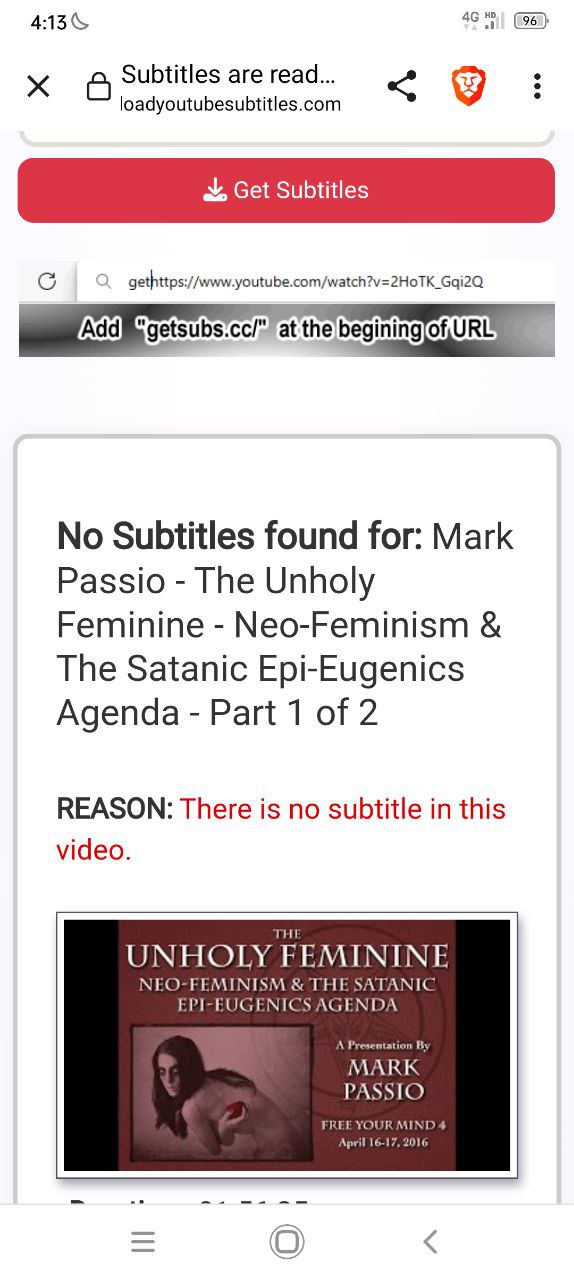 4:13
4G HD 96
Subtitles are read...
loadyoutubesubtitles.com
Get Subtitles
gethttps://www.youtube.com/watch?v=2HoTK_Gqi2Q
Add "getsubs.cc/" at the begining of URL
No Subtitles found for: Mark
Passio - The Unholy
Feminine - Neo-Feminism &
The Satanic Epi-Eugenics
Agenda - Part 1 of 2
REASON: There is no subtitle in this
video.
THE
UNHOLY FEMININE
NEO-FEMINISM & THE SATANIC
EPI-EUGENICS AGENDA
A Presentation By
MARK
PASSIO
FREE YOUR MIND 4
April 16-17, 2016